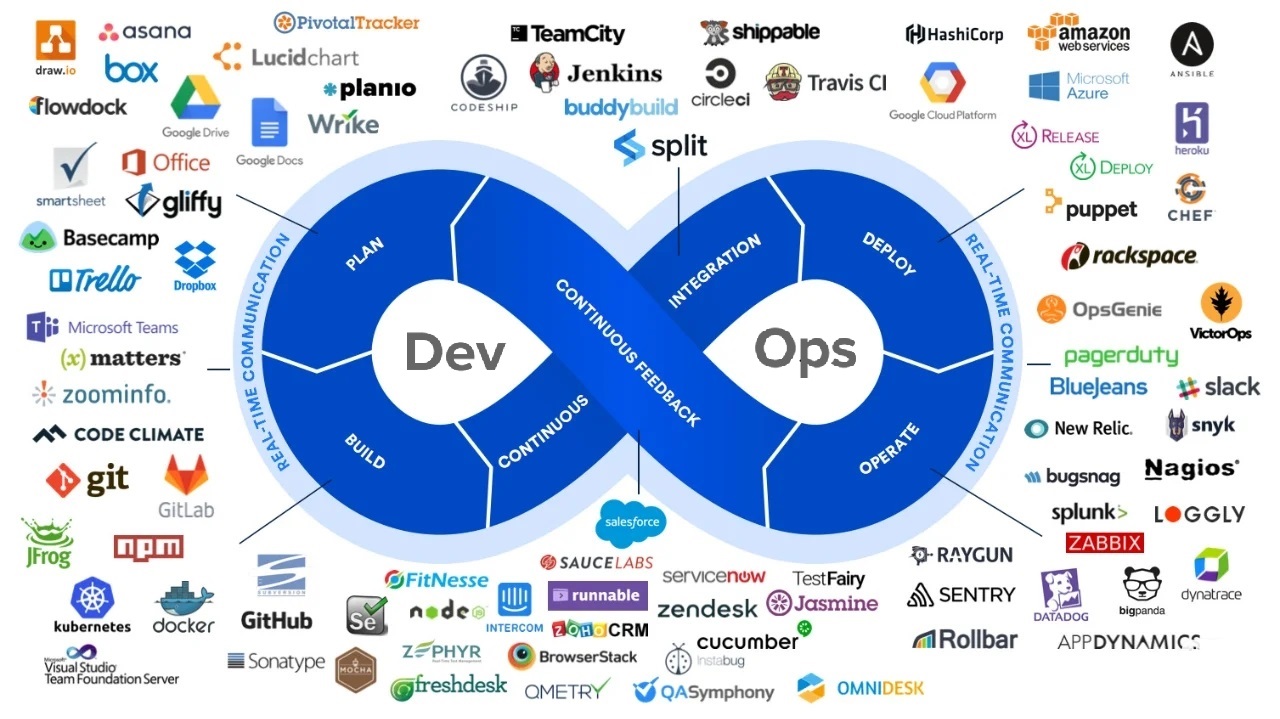 draw.io
asana
PivotalTracker
box
Lucidchart
flowdock
Google Drive
planio
Google Docs
Wrike
smartsheet
Office
gliffy
Basecamp
Trello
Dropbox
TeamCity
shippable
CODESHIP
Jenkins
circleci
Travis CI
buddybuild
split
HashiCorp
amazon
web services
ANSIBLE
Google Cloud Platform
Microsoft
Azure
XL RELEASE
heroku
XL DEPLOY
puppet
CHEF
rackspace.
PLAN
INTEGRATION
DEPLOY
REAL-TIME COMMUNICATION
REAL-TIME COMMUNICATION
CONTINUOUS FEEDBACK
Dev
Ops
BUILD
CONTINUOUS
OPERATE
Microsoft Teams
(x)matters
zoominfo.
OpsGenie
VictorOps
pagerduty
BlueJeans
slack
CODE CLIMATE
git
GitLab
JFrog
npm
kubernetes
docker
SUBVERSION
GitHub
Microsoft
Visual Studio
Team Foundation Server
Sonatype
New Relic.
snyk
bugsnag
Nagios®
splunk>
LOGGLY
ZABBIX
RAYGUN
SENTRY
DATADOG
bigpanda
dynatrace
Rollbar
APPDYNAMICS
salesforce
FitNesse
SAUCELABS
servicenow
TestFairy
Se
node
JS
INTERCOM
runnable
zendesk
Jasmine
ZOHO CRM
cucumber
ZEPHYR
Real-Time Test Management
MOCHA
BrowserStack
instabug
freshdesk
QMETRY
QASymphony
OMNIDESK